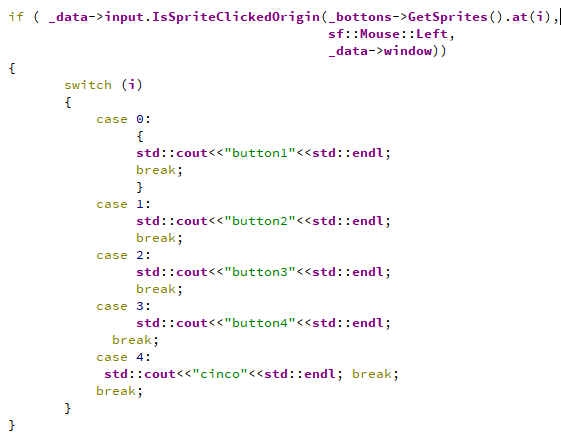 if ( _data->input.IsSpriteClickedOrigin(_bottons->GetSprites().at(i),
sf::Mouse::Left,
_data->window))
{
switch (i)
{
case 0:
{
std::cout<<"button1"<<std::endl;
break;
}
case 1:
std::cout<<"button2"<<std::endl;
break;
case 2:
std::cout<<"button3"<<std::endl;
break;
case 3:
std::cout<<"button4"<<std::endl;
break;
case 4:
std::cout<<"cinco"<<std::endl; break;
break;
}
}